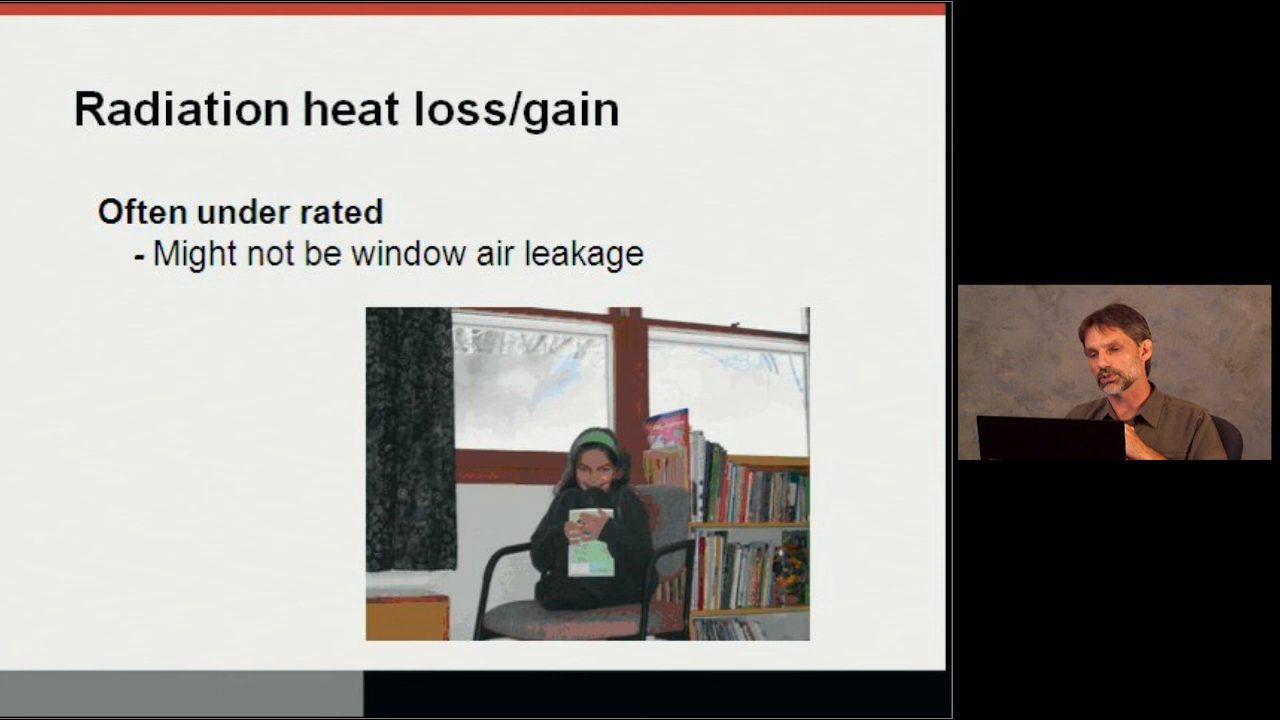 Radiation heat loss/gain
Often under rated
- Might not be window air leakage